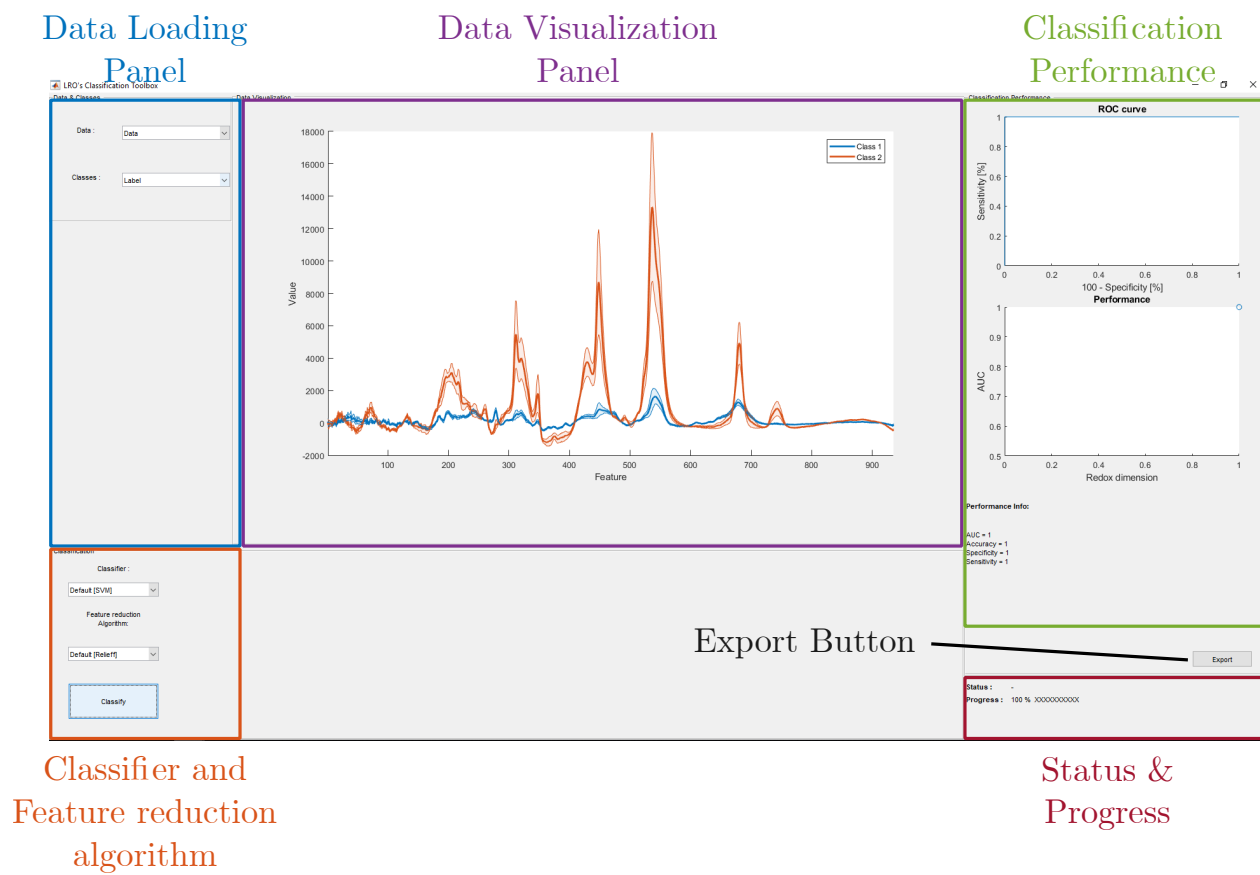 Data Loading
Panel
Data Visualization
Panel
Classification
Performance
LRO's Classification Toolbox
Data & Classes
Data Visualization
Classification Performance
Data :
Data
Classes :
Label
18000
16000
14000
12000
10000
8000
6000
4000
2000
0
-2000
Value
100
200
300
400
500
600
700
800
900
Feature
Class 1
Class 2
ROC curve
1
0.8
0.6
0.4
0.2
0
Sensitivity [%]
0
0.2
0.4
0.6
0.8
1
100 - Specificity [%]
Performance
1
0.9
0.8
0.7
0.6
0.5
AUC
0
0.2
0.4
0.6
0.8
1
Redox dimension
Performance Info:
AUC = 1
Accuracy = 1
Specificity = 1
Sensitivity = 1
Classification
Classifier :
Default [SVM]
Feature reduction
Algorithm:
Default [Relieff]
Classify
Export Button
Export
Status :
-
Progress :
100 % XXXXXXXXXX
Classifier and
Feature reduction
algorithm
Status &
Progress